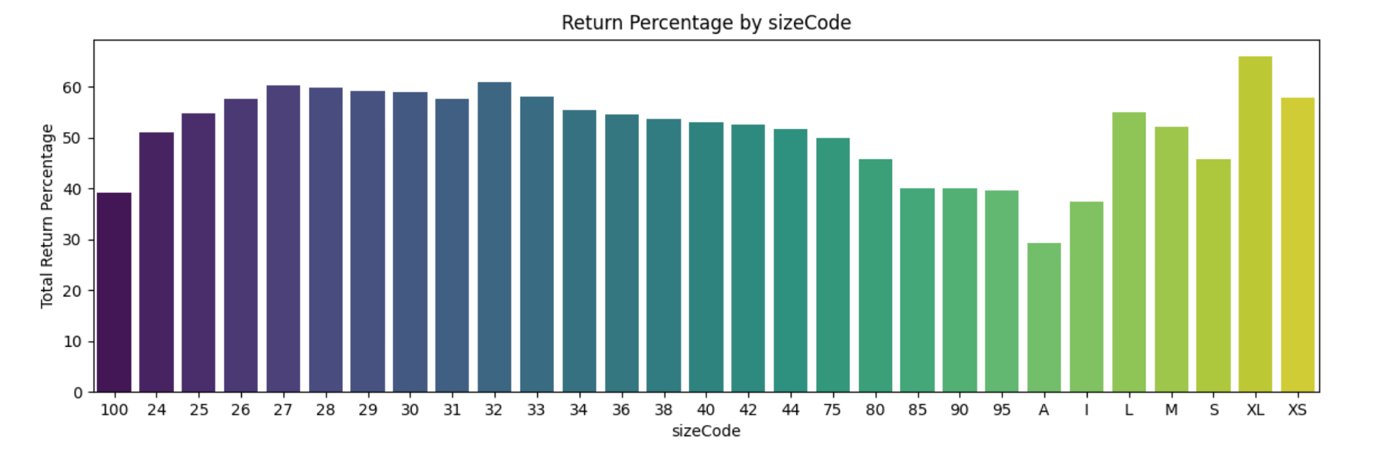 Return Percentage by sizeCode
Total Return Percentage
60
50
40
30
20
10
0
100 24 25 26 27 28 29 30 31 32 33 34 36 38 40 42 44 75 80 85 90 95 A I L M S XL XS
sizeCode